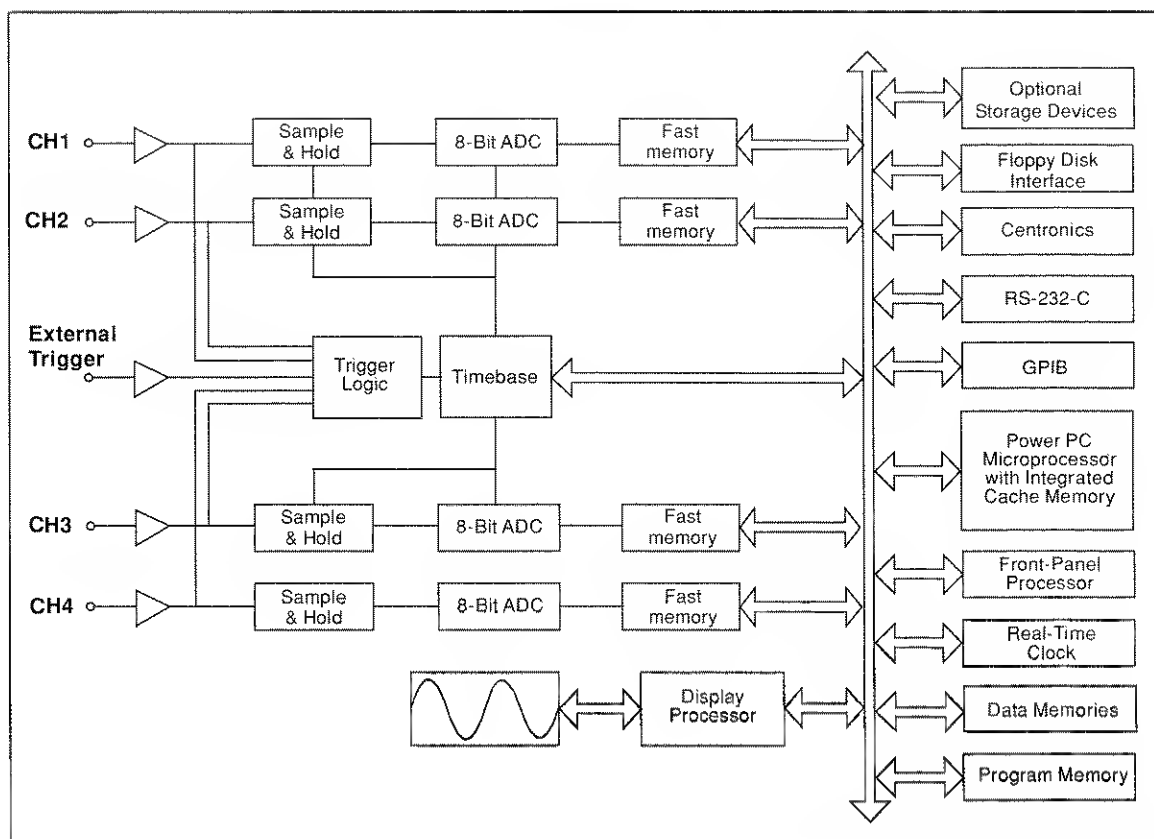 CH1
Sample
& Hold
8-Bit ADC
Fast
memory
CH2
Sample
& Hold
8-Bit ADC
Fast
memory
External
Trigger
Trigger
Logic
Timebase
CH3
Sample
& Hold
8-Bit ADC
Fast
memory
CH4
Sample
& Hold
8-Bit ADC
Fast
memory
Display
Processor
Optional
Storage Devices
Floppy Disk
Interface
Centronics
RS-232-C
GPIB
Power PC
Microprocessor
with Integrated
Cache Memory
Front-Panel
Processor
Real-Time
Clock
Data Memories
Program Memory